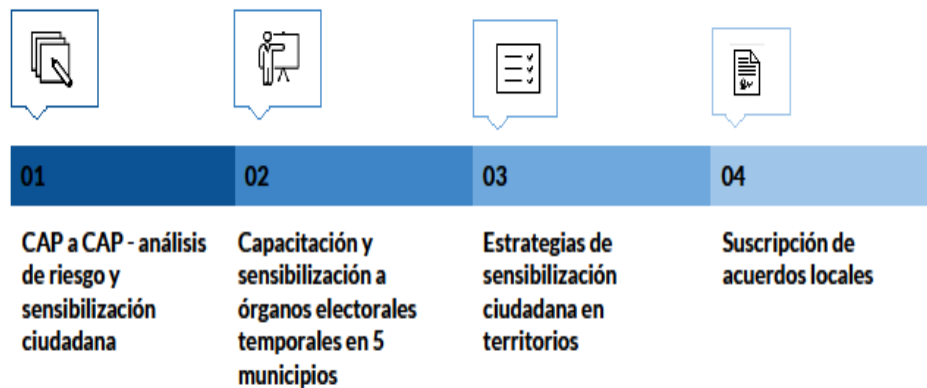 01
CAP a CAP - análisis
de riesgo y
sensibilización
ciudadana
02
Capacitación y
sensibilización a
órganos electorales
temporales en 5
municipios
03
Estrategias de
sensibilización
ciudadana en
territorios
04
Suscripción de
acuerdos locales